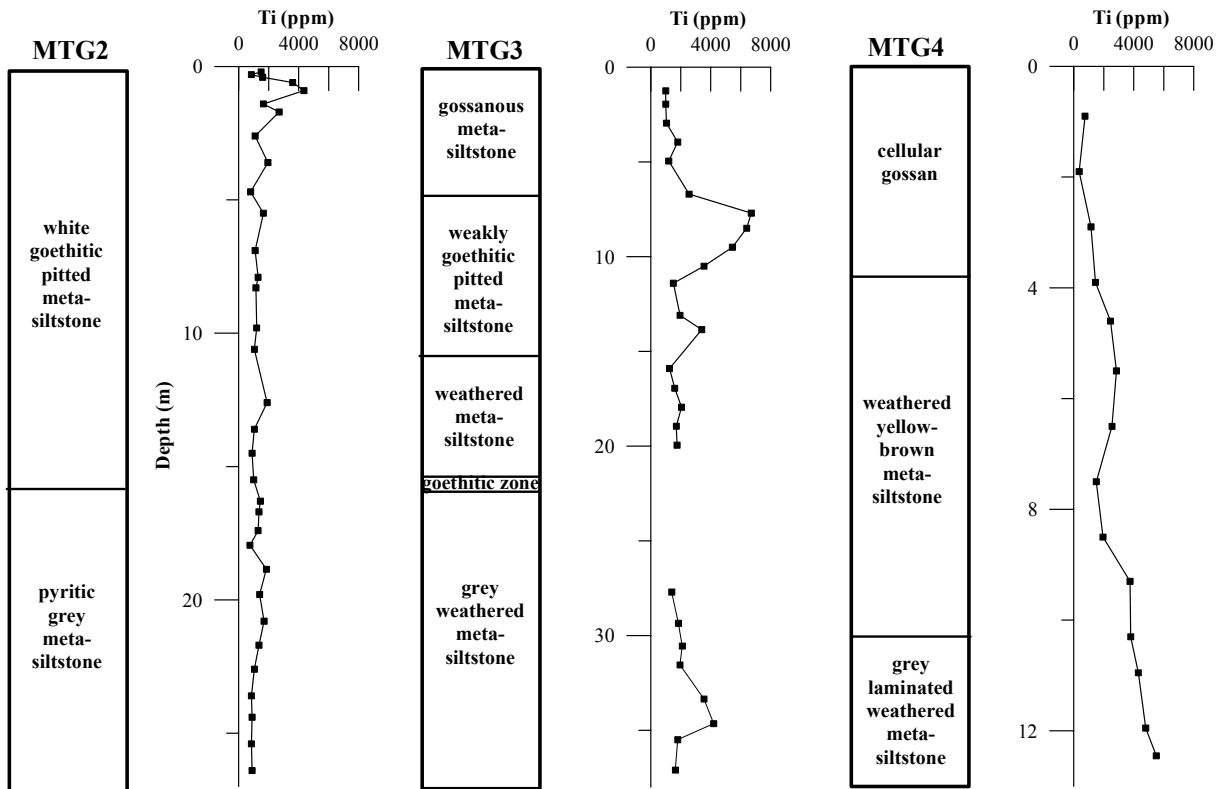 MTG2
white
goethitic
pitted
meta-
siltstone
pyritic
grey
meta-
siltstone
Ti (ppm)
0 4000 8000
0
10
20
Depth (m)
MTG3
gossanous
meta-
siltstone
weakly
goethitic
pitted
meta-
siltstone
weathered
meta-
siltstone
goethitic zone
grey
weathered
meta-
siltstone
Ti (ppm)
0 4000 8000
0
10
20
30
MTG4
cellular
gossan
weathered
yellow-
brown
meta-
siltstone
grey
laminated
weathered
meta-
siltstone
Ti (ppm)
0 4000 8000
0
4
8
12